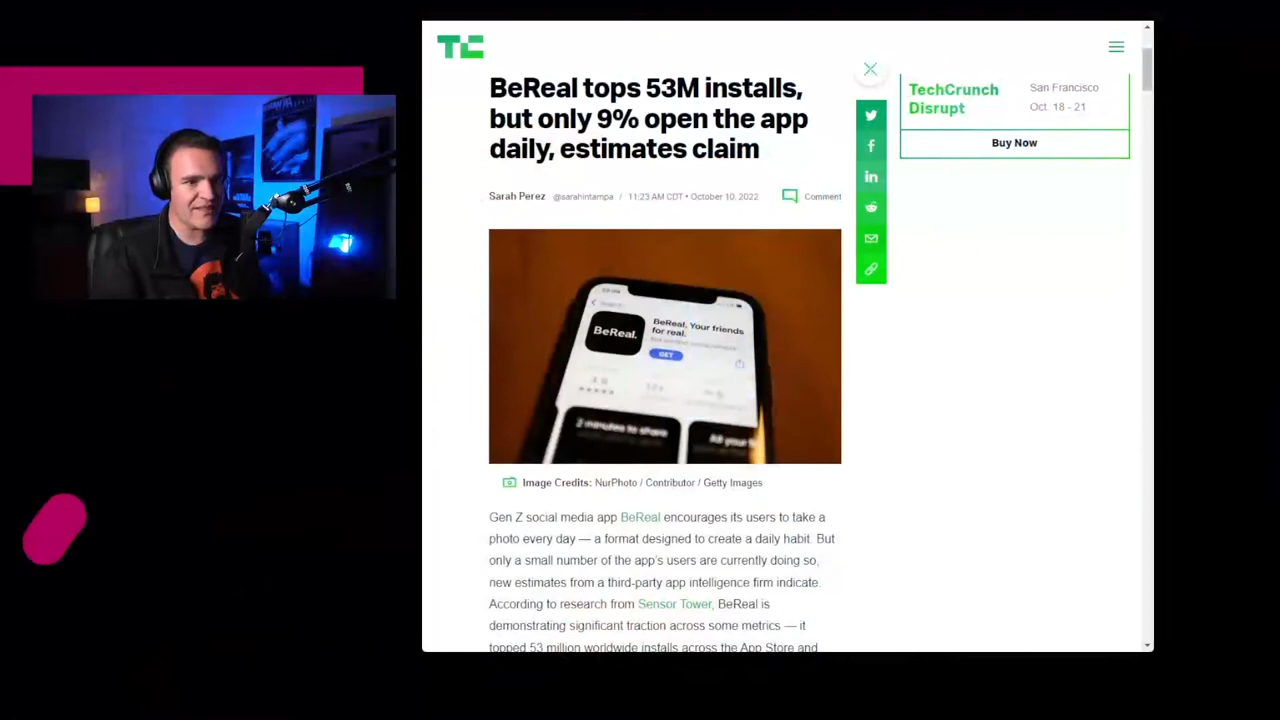 TC
BeReal tops 53M installs,
but only 9% open the app
daily, estimates claim
Sarah Perez @sarahintampa / 11:23 AM CDT • October 10, 2022
Comment
TechCrunch
Disrupt
San Francisco
Oct. 18 - 21
Buy Now
BeReal.
BeReal. Your friends
for real.
GET
2 minutes to share
Image Credits: NurPhoto / Contributor / Getty Images
Gen Z social media app BeReal encourages its users to take a
photo every day — a format designed to create a daily habit. But
only a small number of the app's users are currently doing so,
new estimates from a third-party app intelligence firm indicate.
According to research from Sensor Tower, BeReal is
demonstrating significant traction across some metrics — it
topped 53 million worldwide installs across the App Store and